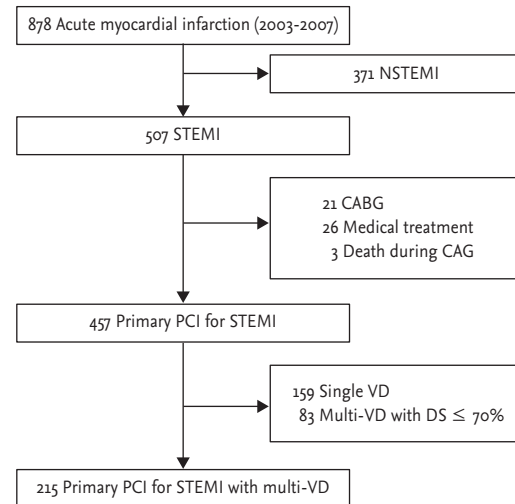 878 Acute myocardial infarction (2003-2007)
371 NSTEMI
507 STEMI
21 CABG
26 Medical treatment
3 Death during CAG
457 Primary PCI for STEMI
159 Single VD
83 Multi-VD with DS ≤ 70%
215 Primary PCI for STEMI with multi-VD